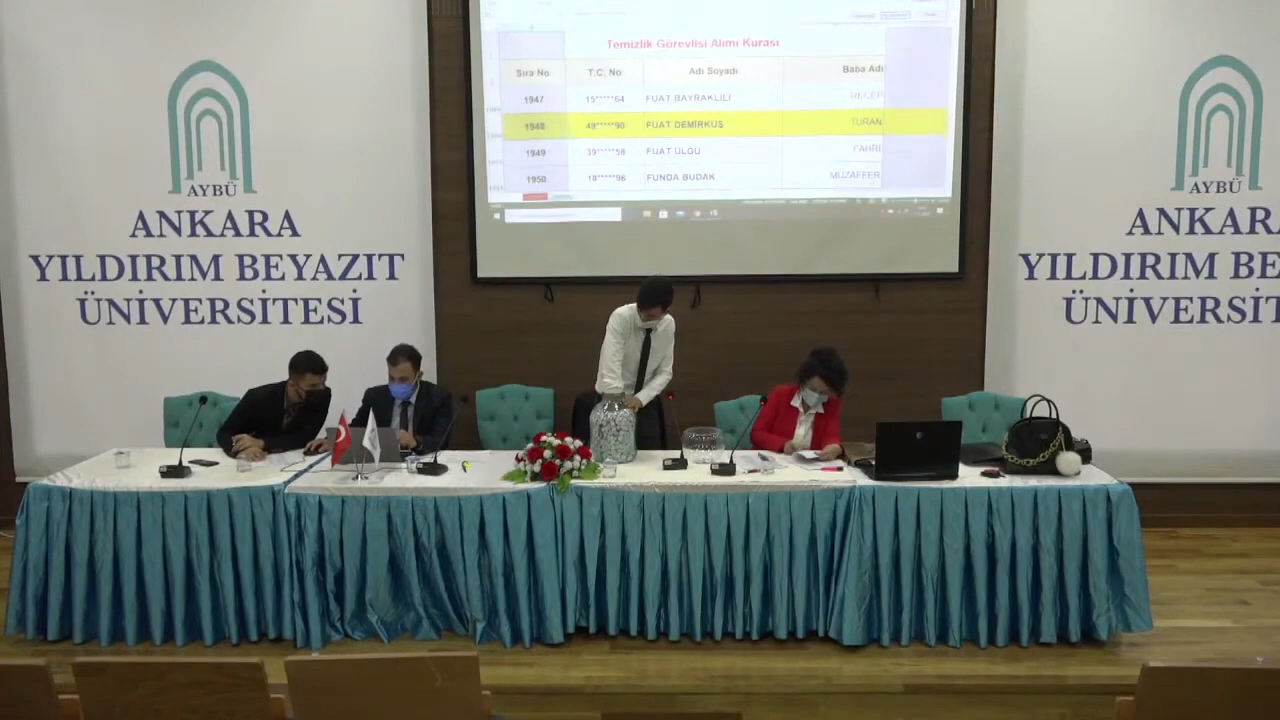 Temizlik Görevlisi Alımı Kurası
Sıra No T.C. No Adı Soyadı Baba Adı
1947 15*****64 FUAT BAYRAKLILI RECEP
1948 49*****90 FUAT DEMİRKUŞ TURAN
1949 39*****58 FUAT ÜLGÜ FAHRİ
1950 18*****96 FUNDA BUDAK MUZAFFER
AYBÜ
ANKARA
YILDIRIM BEYAZIT
ÜNİVERSİTESİ
AYBÜ
ANKARA
YILDIRIM BE
ÜNİVERSİTE